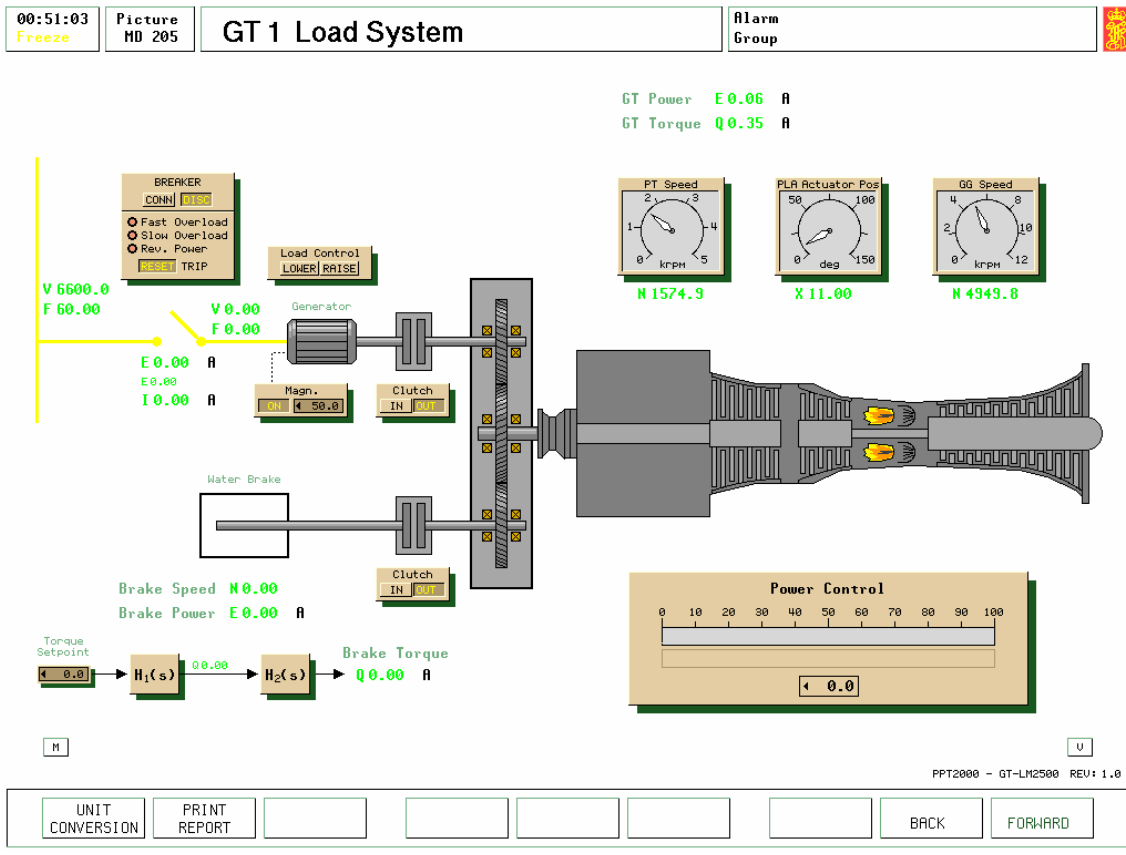 00:51:03
Freeze
Picture
MD 205
GT 1 Load System
Alarm
Group
GT Power E 0.06 A
GT Torque Q 0.35 A
BREAKER
CONN DISC
Fast Overload
Slow Overload
Rev. Power
RESET TRIP
Load Control
LOWER RAISE
PT Speed
0 1 2 3 4 5
krpm
N 1574.9
PLA Actuator Pos
0 50 100 150
deg
X 11.00
GG Speed
0 2 4 8 10 12
krpm
N 4949.8
V 6600.0
F 60.00
V 0.00
F 0.00
Generator
E 0.00 A
E 0.00
I 0.00 A
Magn.
ON 50.0
Clutch
IN OUT
Water Brake
Clutch
IN OUT
Brake Speed N 0.00
Brake Power E 0.00 A
Torque
Setpoint
0.0
H1(s)
Q 0.00
H2(s)
Brake Torque
Q 0.00 A
Power Control
0 10 20 30 40 50 60 70 80 90 100
0.0
M
V
PPT2000 - GT-LM2500 REV: 1.0
UNIT
CONVERSION
PRINT
REPORT
BACK
FORWARD